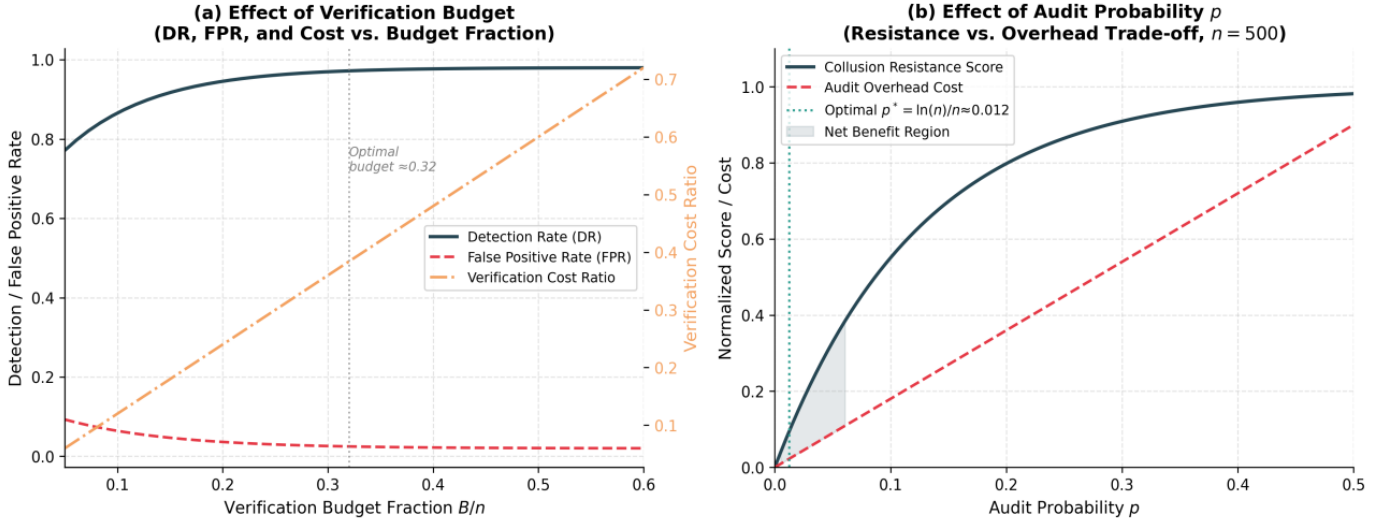 (a) Effect of Verification Budget
(DR, FPR, and Cost vs. Budget Fraction)
Detection / False Positive Rate
1.0
0.8
0.6
0.4
0.2
0.0
Optimal
budget ≈0.32
Detection Rate (DR)
False Positive Rate (FPR)
Verification Cost Ratio
0.7
0.6
0.5
0.4
0.3
0.2
0.1
Verification Cost Ratio
0.1 0.2 0.3 0.4 0.5 0.6
Verification Budget Fraction B/n
(b) Effect of Audit Probability p
(Resistance vs. Overhead Trade-off, n = 500)
Normalized Score / Cost
1.0
0.8
0.6
0.4
0.2
0.0
Collusion Resistance Score
Audit Overhead Cost
Optimal p* = ln(n)/n≈0.012
Net Benefit Region
0.0 0.1 0.2 0.3 0.4 0.5
Audit Probability p